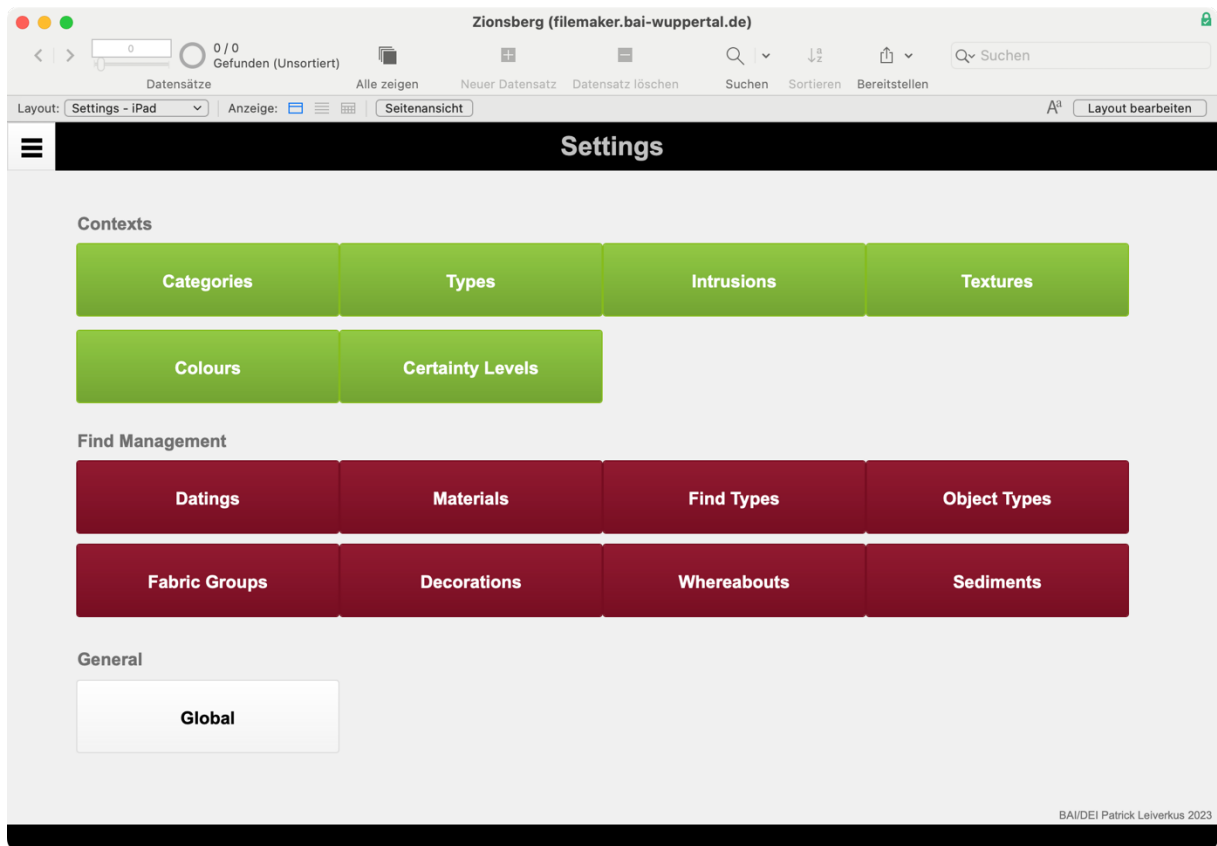 Zionsberg (filemaker.bai-wuppertal.de)
0
0 / 0
Gefunden (Unsortiert)
Datensätze
Alle zeigen
Neuer Datensatz
Datensatz löschen
Suchen
Sortieren
Bereitstellen
Suchen
Layout: Settings - iPad
Anzeige:
Seitenansicht
Aª
Layout bearbeiten
Settings
Contexts
Categories
Types
Intrusions
Textures
Colours
Certainty Levels
Find Management
Datings
Materials
Find Types
Object Types
Fabric Groups
Decorations
Whereabouts
Sediments
General
Global
BAI/DEI Patrick Leiverkus 2023